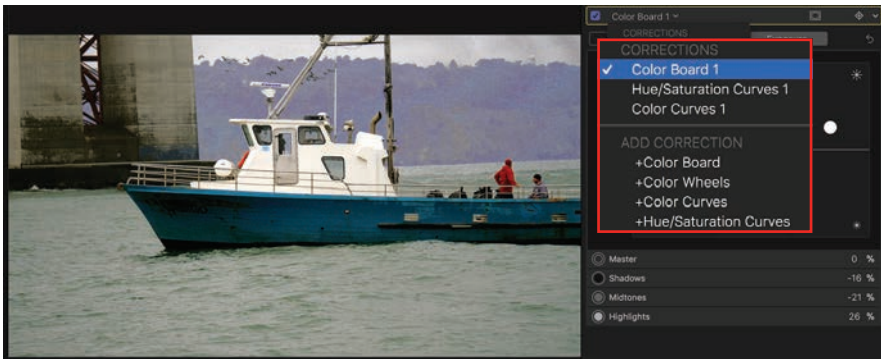 Color Board 1
CORRECTIONS
Exposure
CORRECTIONS
✓ Color Board 1
Hue/Saturation Curves 1
Color Curves 1
ADD CORRECTION
+Color Board
+Color Wheels
+Color Curves
+Hue/Saturation Curves
Master 0 %
Shadows -16 %
Midtones -21 %
Highlights 26 %